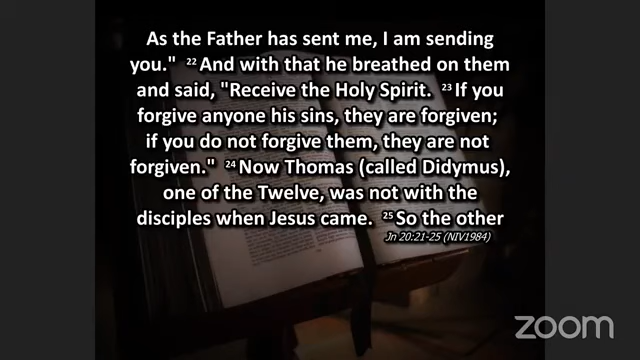 As the Father has sent me, I am sending
you." 22 And with that he breathed on them
and said, "Receive the Holy Spirit. 23 If you
forgive anyone his sins, they are forgiven;
if you do not forgive them, they are not
forgiven." 24 Now Thomas (called Didymus),
one of the Twelve, was not with the
disciples when Jesus came. 25 So the other
Jn 20:21-25 (NIV1984)
zoom